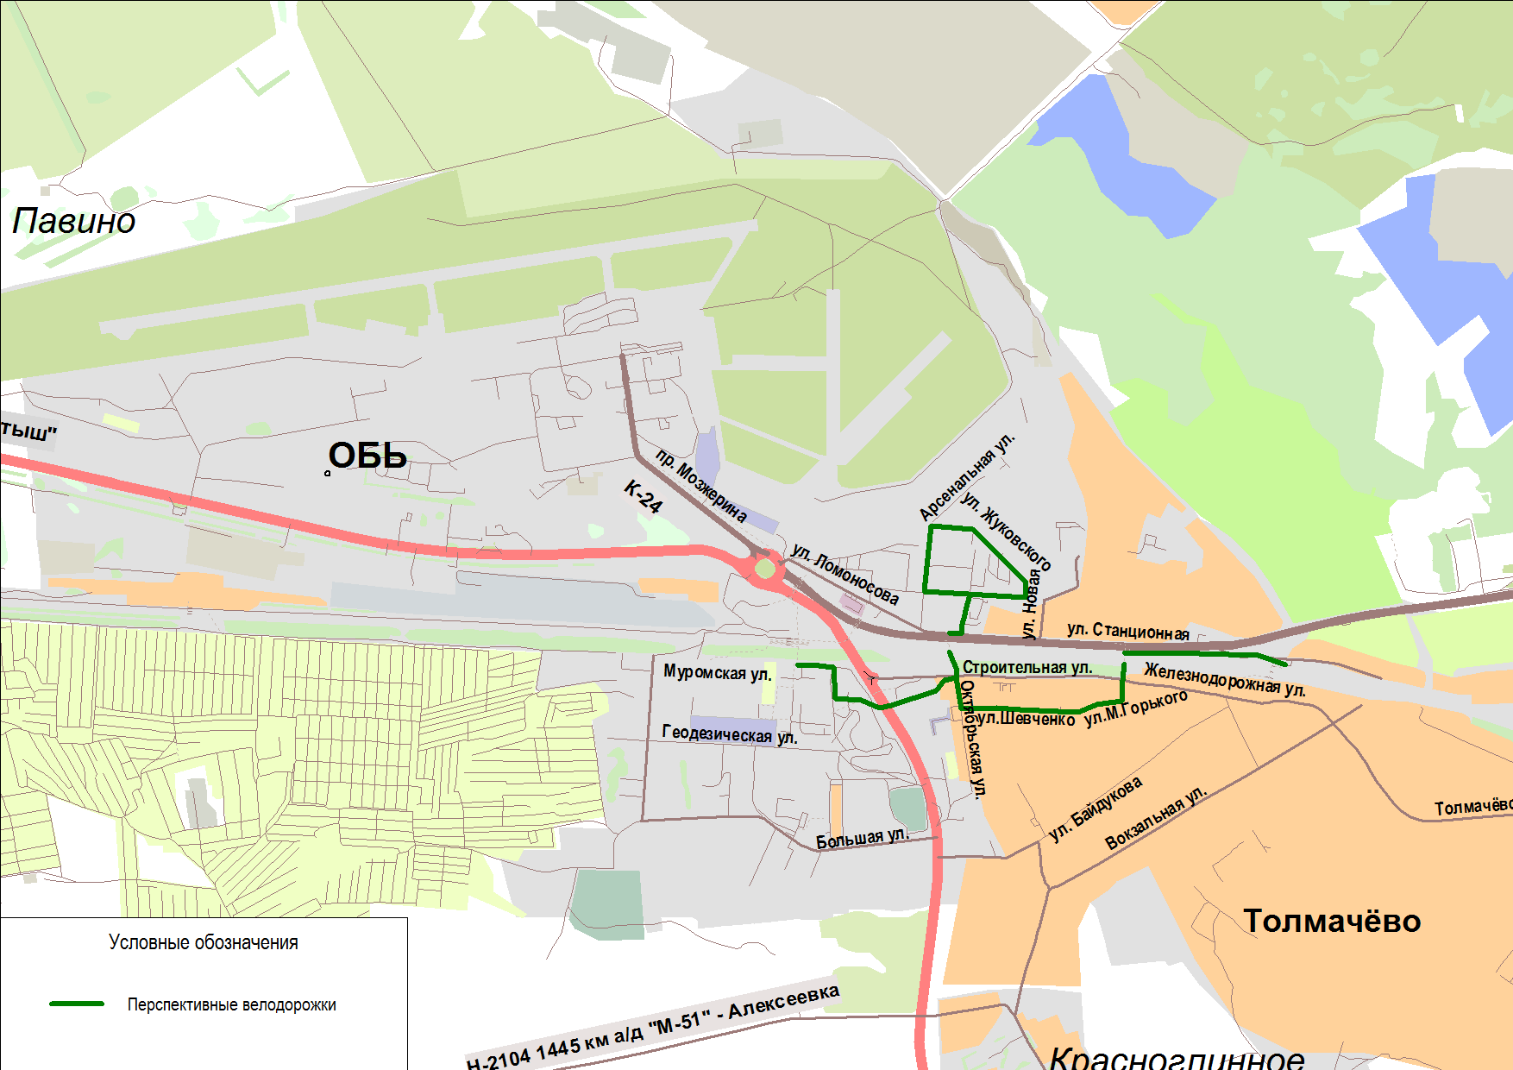 Павино
тыш"
ОБЬ
пр. Мозжерина
К-24
Арсенальная ул.
ул. Жуковского
ул. Ломоносова
ул. Новая
ул. Станционная
Муромская ул.
Строительная ул.
Железнодорожная ул.
Октябрьская ул.
ул.Шевченко
ул.М.Горького
Геодезическая ул.
ул. Байдукова
Вокзальная ул.
Толмачёво
Большая ул.
Толмачёво
Условные обозначения
Перспективные велодорожки
Н-2104 1445 км а/д "М-51" - Алексеевка
Красноглинное